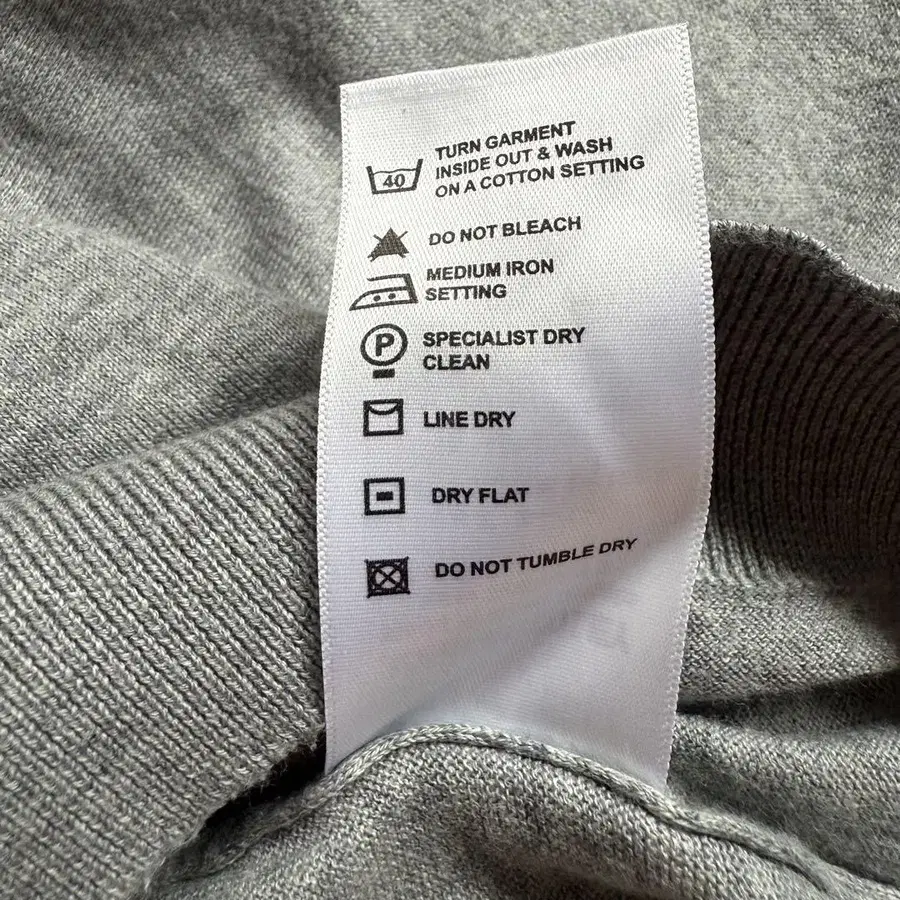 40
TURN GARMENT
INSIDE OUT & WASH
ON A COTTON SETTING
DO NOT BLEACH
MEDIUM IRON
SETTING
P
SPECIALIST DRY
CLEAN
LINE DRY
DRY FLAT
DO NOT TUMBLE DRY